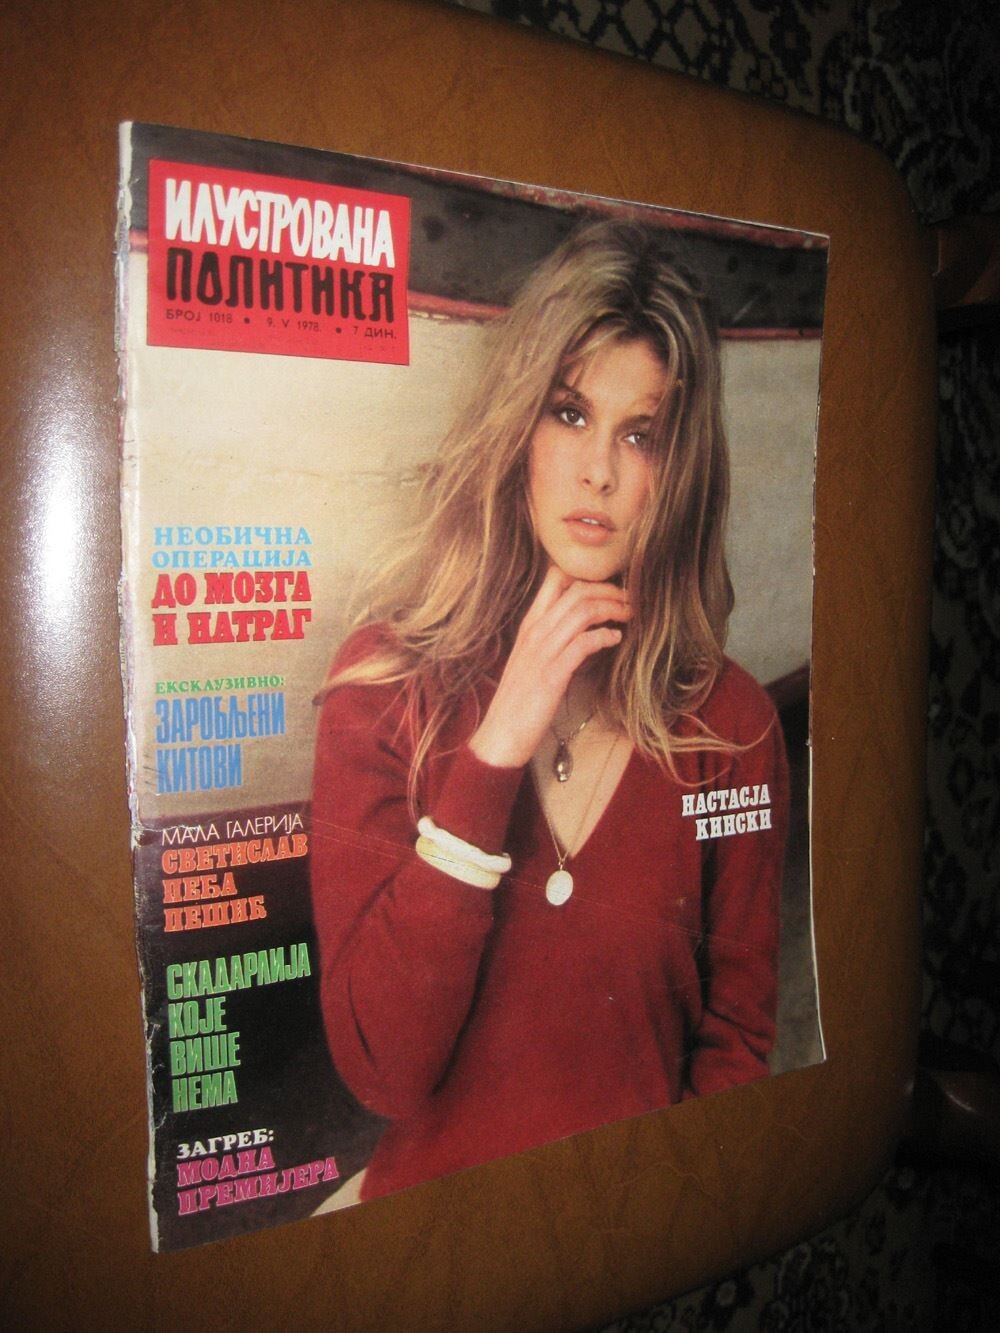 ИЛУСТРОВАНА
ПОЛИТИКА
БРОЈ 1018 • 9. V 1978. • 7 ДИН.
НЕОБИЧНА
ОПЕРАЦИЈА
ДО МОЗГА
И НАТРАГ
ЕКСКЛУЗИВНО:
ЗАРОБЉЕНИ
КИТОВИ
НАСТАСЈА
КИНСКИ
МАЛА ГАЛЕРИЈА
СВЕТИСЛАВ
ПЕЂА
ПЕШИЋ
СКАДАРЛИЈА
КОЈЕ
ВИШЕ
НЕМА
ЗАГРЕБ:
МОДНА
ПРЕМИЈЕРА